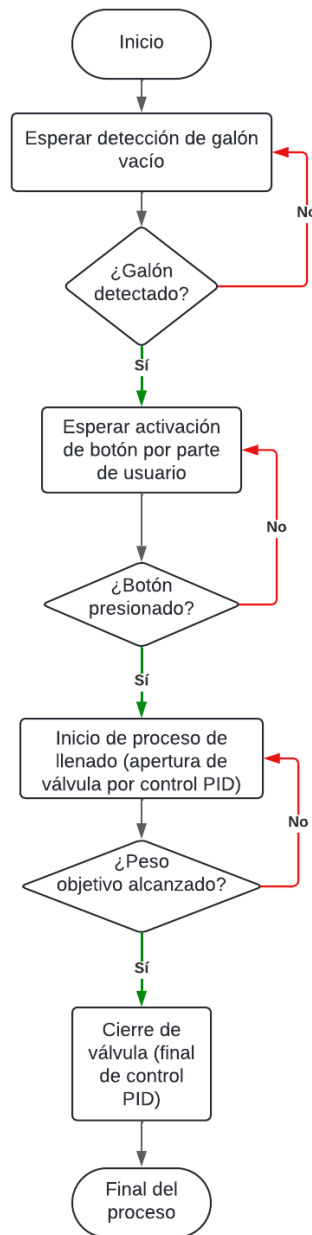 Inicio
Esperar detección de galón
vacío
No
¿Galón
detectado?
Sí
Esperar activación
de botón por parte
de usuario
No
¿Botón
presionado?
Sí
Inicio de proceso de
llenado (apertura de
válvula por control PID)
No
¿Peso
objetivo alcanzado?
Sí
Cierre de
válvula (final
de control
PID)
Final del
proceso